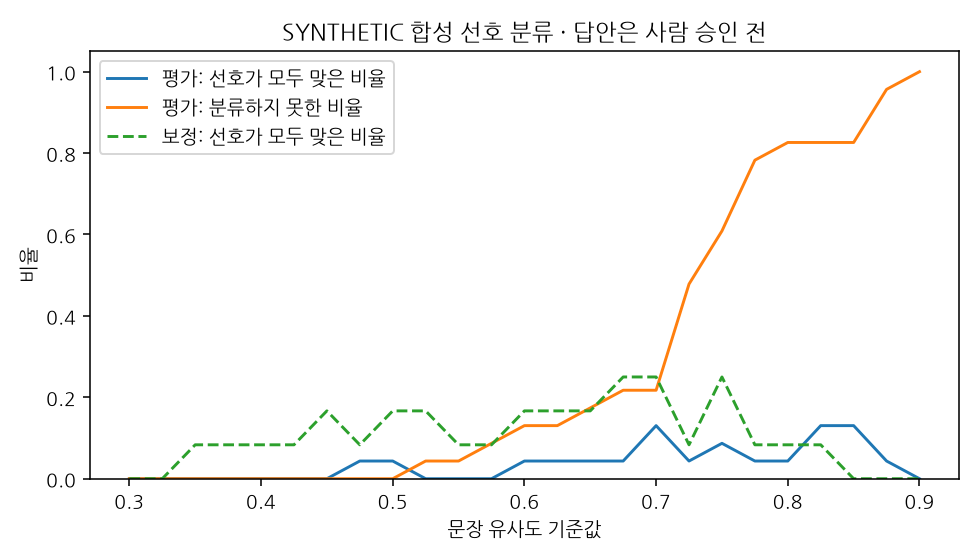 SYNTHETIC 합성 선호 분류 · 답안은 사람 승인 전
평가: 선호가 모두 맞은 비율
평가: 분류하지 못한 비율
보정: 선호가 모두 맞은 비율
1.0
0.8
0.6
0.4
0.2
0.0
비율
0.3 0.4 0.5 0.6 0.7 0.8 0.9
문장 유사도 기준값